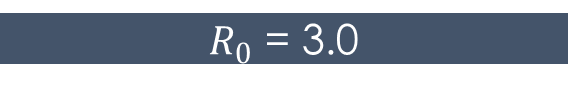 R₀ = 3.0